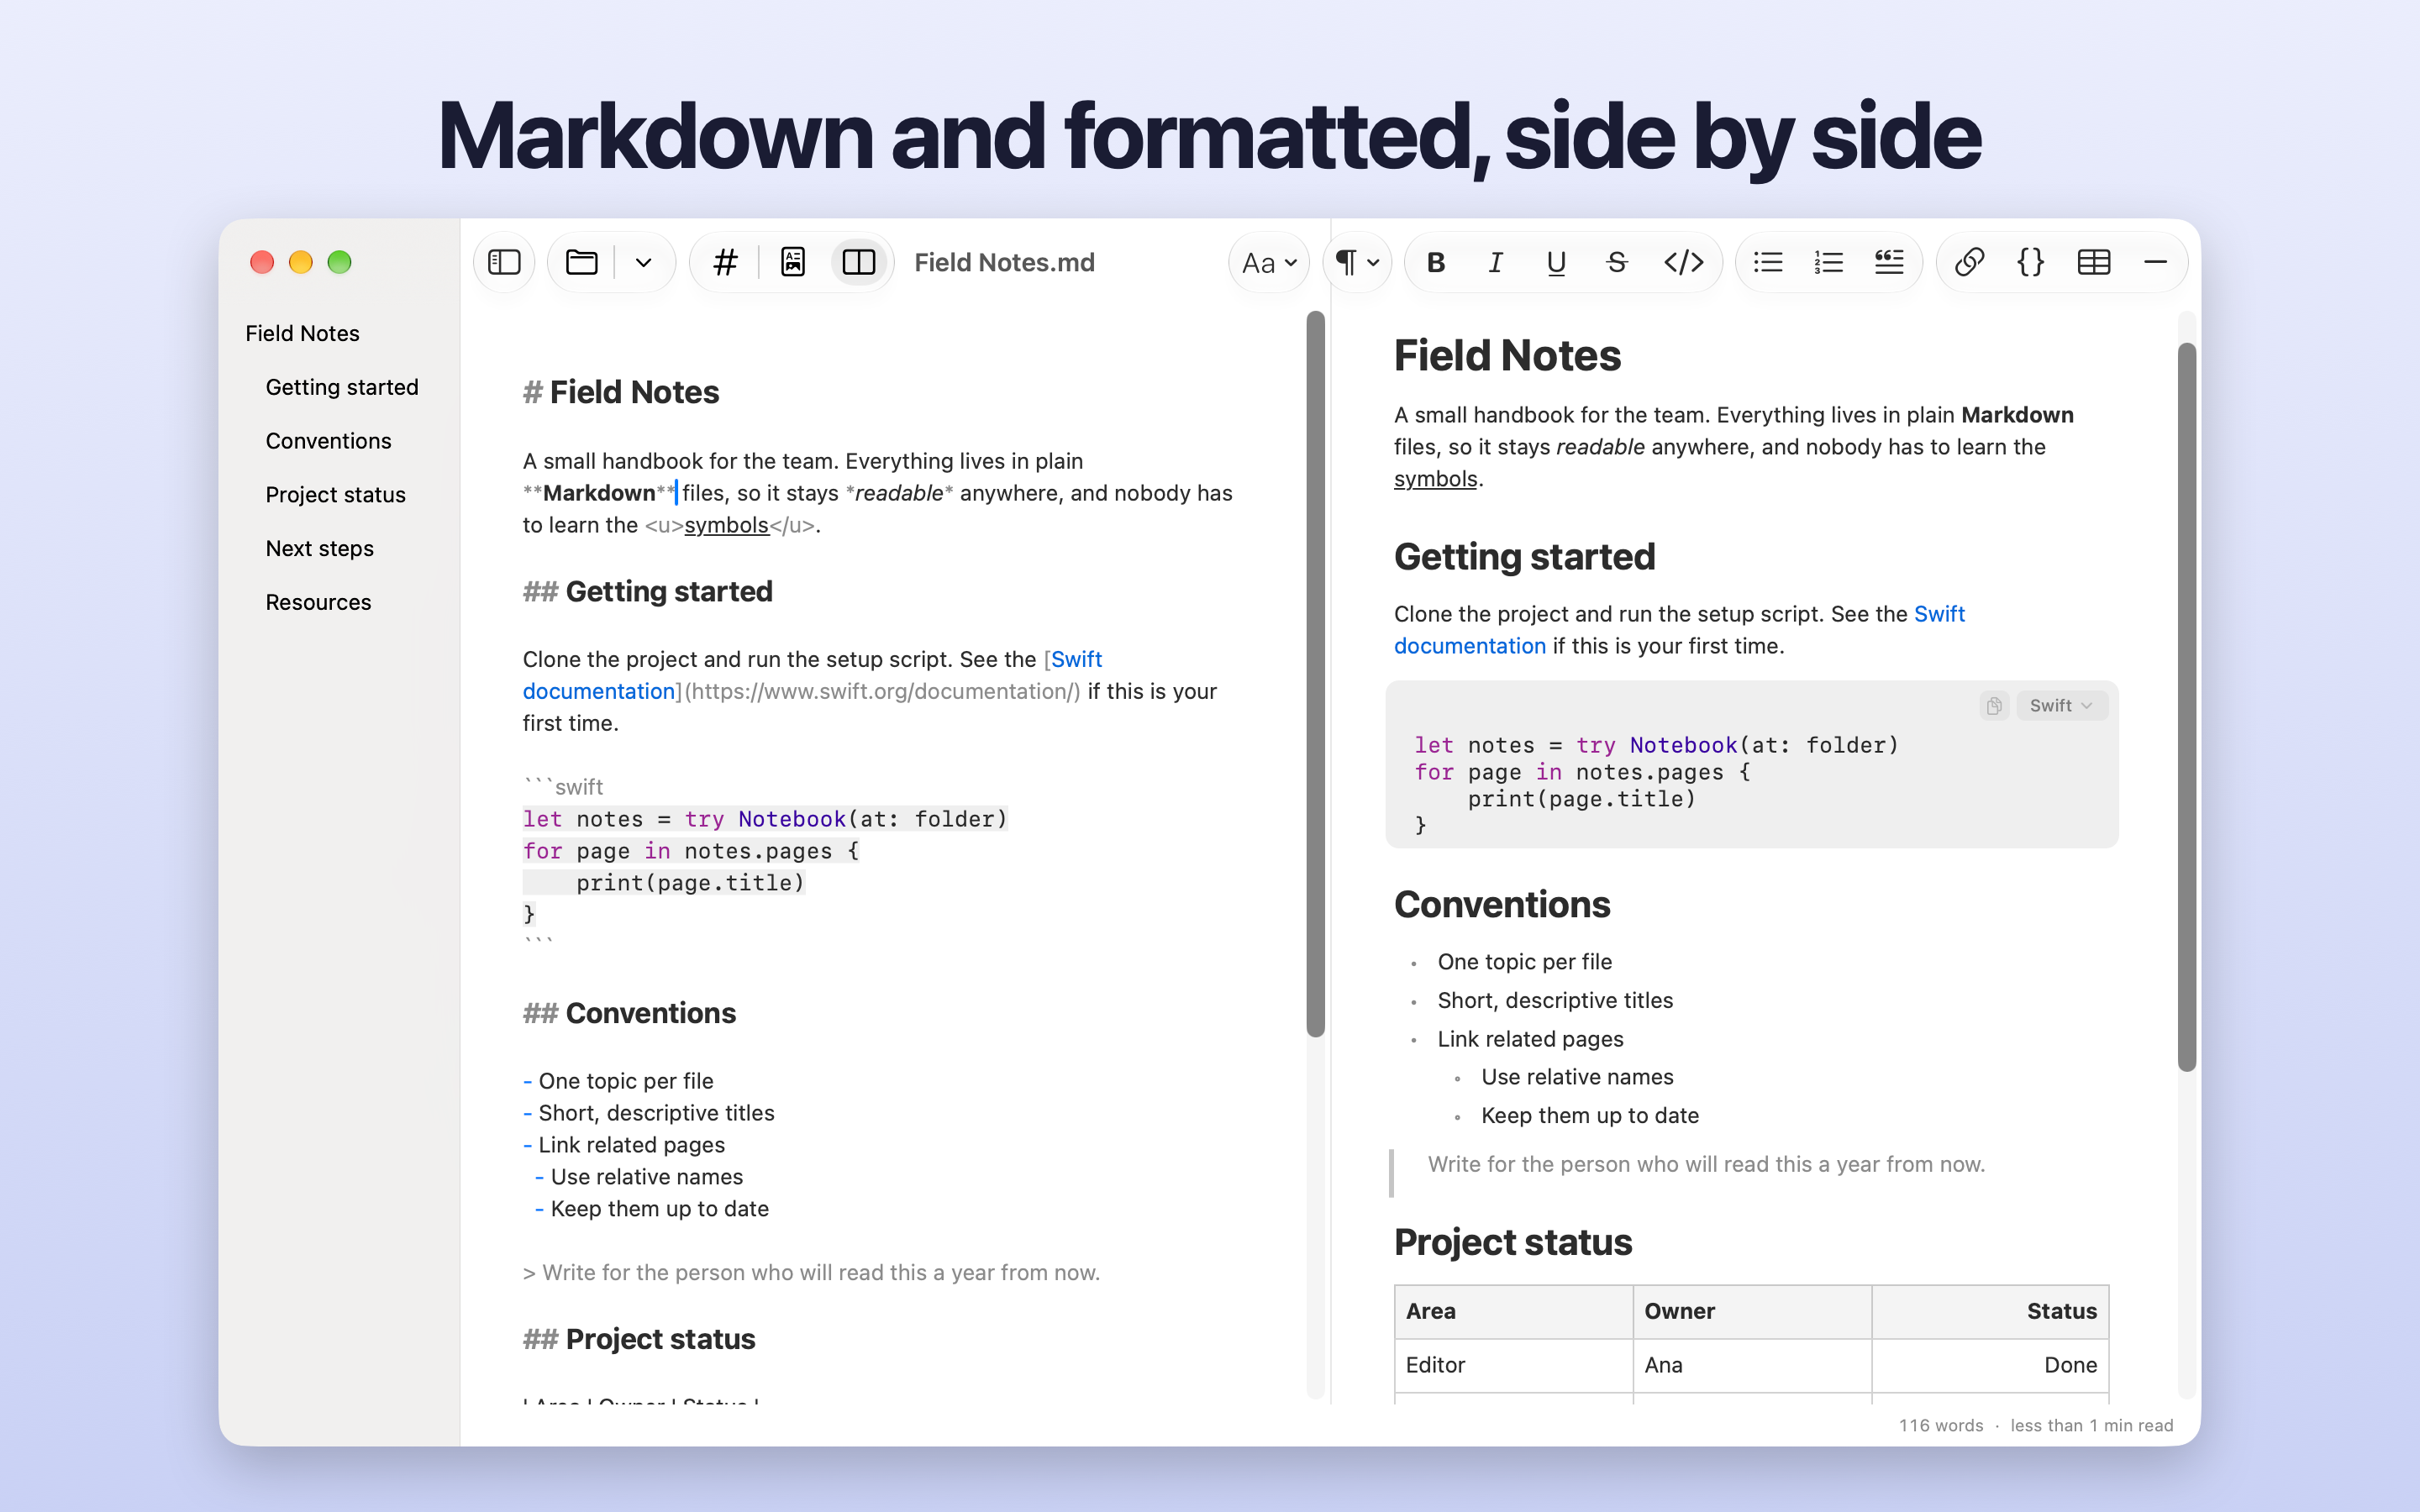 Markdown and formatted, side by side
Field Notes.md
Aa
¶
B I U S </>
{}
Field Notes
Getting started
Conventions
Project status
Next steps
Resources
# Field Notes
A small handbook for the team. Everything lives in plain
**Markdown** files, so it stays *readable* anywhere, and nobody has
to learn the <u>symbols</u>.
## Getting started
Clone the project and run the setup script. See the [Swift
documentation](https://www.swift.org/documentation/) if this is your
first time.
```swift
let notes = try Notebook(at: folder)
for page in notes.pages {
    print(page.title)
}
```
## Conventions
- One topic per file
- Short, descriptive titles
- Link related pages
  - Use relative names
  - Keep them up to date
> Write for the person who will read this a year from now.
## Project status
| Area | Owner | Status |
Field Notes
A small handbook for the team. Everything lives in plain Markdown
files, so it stays readable anywhere, and nobody has to learn the
symbols.
Getting started
Clone the project and run the setup script. See the Swift
documentation if this is your first time.
Swift
let notes = try Notebook(at: folder)
for page in notes.pages {
    print(page.title)
}
Conventions
• One topic per file
• Short, descriptive titles
• Link related pages
◦ Use relative names
◦ Keep them up to date
Write for the person who will read this a year from now.
Project status
Area Owner Status
Editor Ana Done
116 words · less than 1 min read